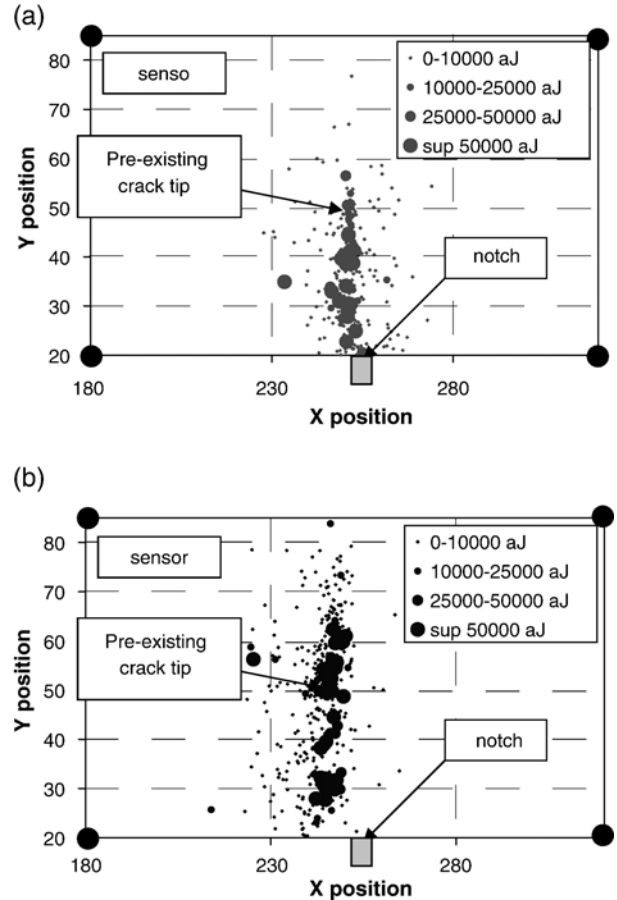 (a)
80
70
60
50
40
30
20
Y position
senso
Pre-existing
crack tip
0-10000 aJ
10000-25000 aJ
25000-50000 aJ
sup 50000 aJ
notch
180
230
280
X position
(b)
80
70
60
50
40
30
20
Y position
sensor
Pre-existing
crack tip
0-10000 aJ
10000-25000 aJ
25000-50000 aJ
sup 50000 aJ
notch
180
230
280
X position